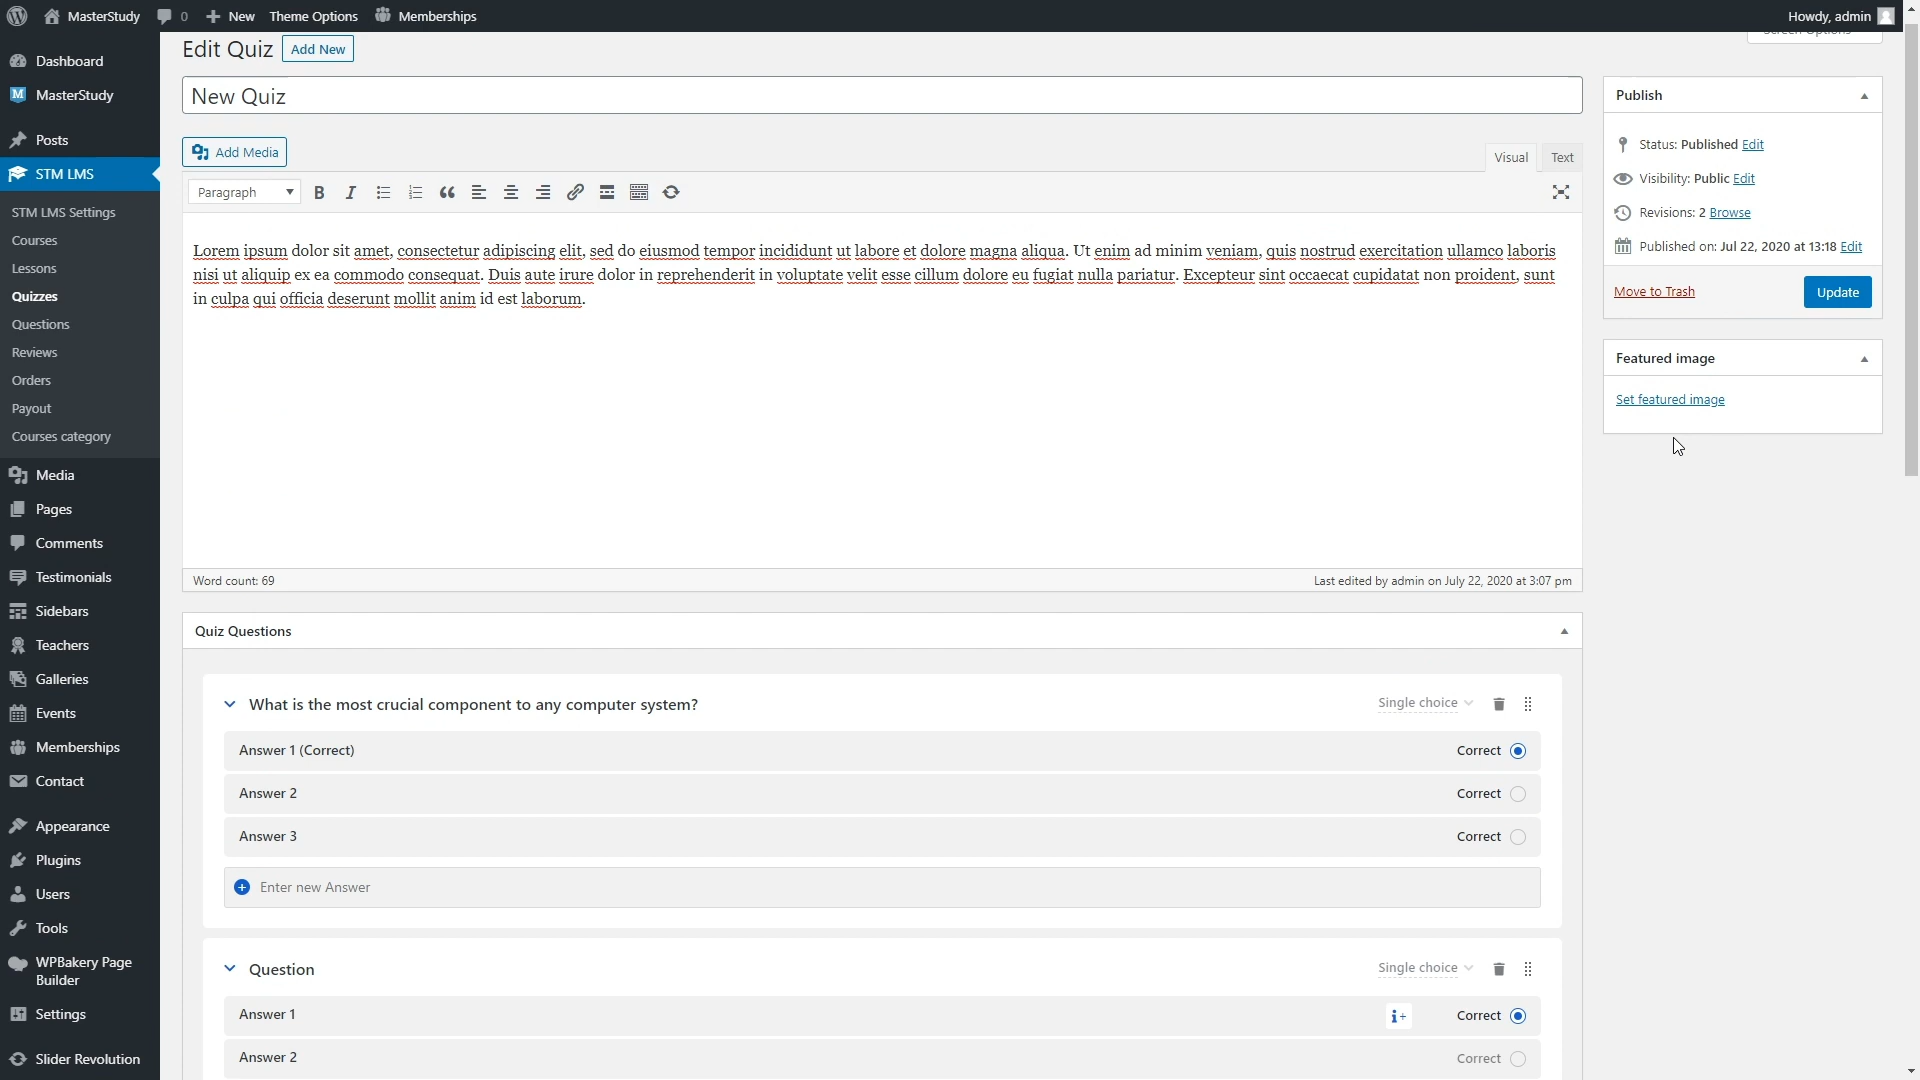 MasterStudy 0 New Theme Options Memberships Howdy, admin
Dashboard
MasterStudy
Posts
STM LMS
STM LMS Settings
Courses
Lessons
Quizzes
Questions
Reviews
Orders
Payout
Courses category
Media
Pages
Comments
Testimonials
Sidebars
Teachers
Galleries
Events
Memberships
Contact
Appearance
Plugins
Users
Tools
WPBakery Page
Builder
Settings
Slider Revolution
Screen Options
Edit Quiz Add New
New Quiz
Add Media
Visual Text
Paragraph
Lorem ipsum dolor sit amet, consectetur adipiscing elit, sed do eiusmod tempor incididunt ut labore et dolore magna aliqua. Ut enim ad minim veniam, quis nostrud exercitation ullamco laboris
nisi ut aliquip ex ea commodo consequat. Duis aute irure dolor in reprehenderit in voluptate velit esse cillum dolore eu fugiat nulla pariatur. Excepteur sint occaecat cupidatat non proident, sunt
in culpa qui officia deserunt mollit anim id est laborum.
Word count: 69 Last edited by admin on July 22, 2020 at 3:07 pm
Quiz Questions
What is the most crucial component to any computer system? Single choice
Answer 1 (Correct) Correct
Answer 2 Correct
Answer 3 Correct
Enter new Answer
Question Single choice
Answer 1 Correct
Answer 2 Correct
Publish
Status: Published Edit
Visibility: Public Edit
Revisions: 2 Browse
Published on: Jul 22, 2020 at 13:18 Edit
Move to Trash Update
Featured image
Set featured image